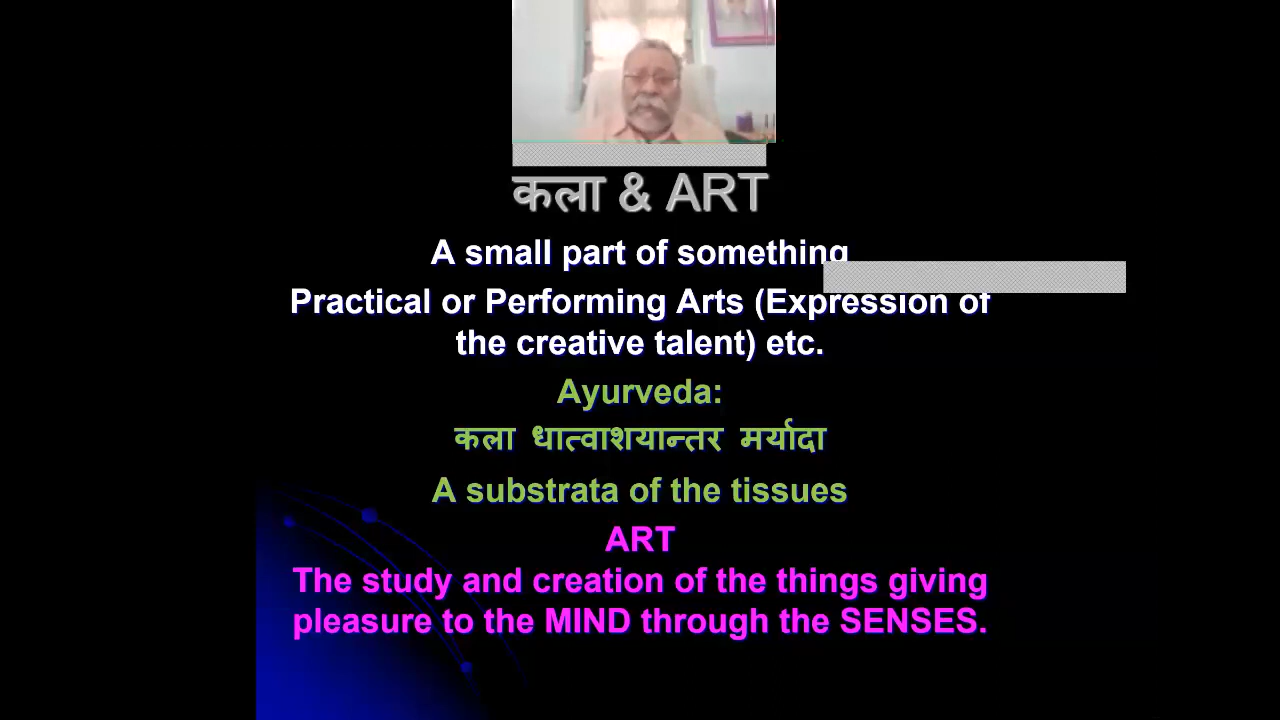 कला & ART
A small part of something
Practical or Performing Arts (Expression of
the creative talent) etc.
Ayurveda:
कला धात्वाशयान्तर मर्यादा
A substrata of the tissues
ART
The study and creation of the things giving
pleasure to the MIND through the SENSES.